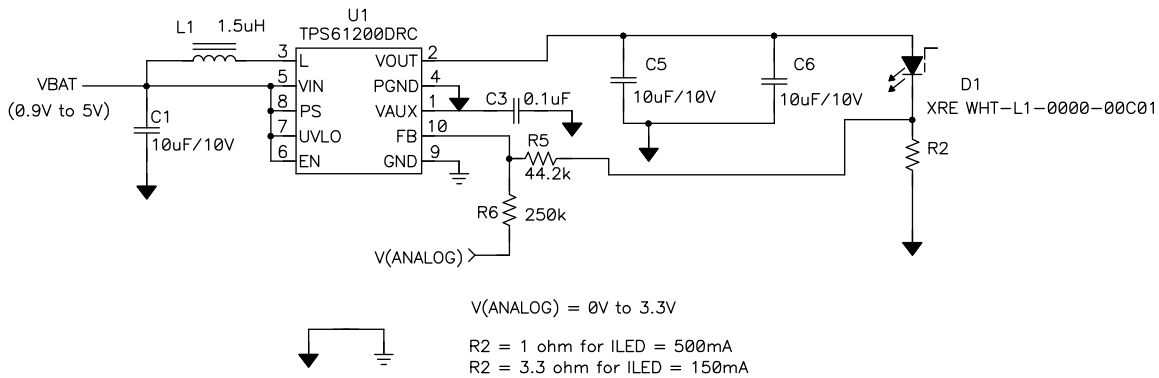 U1
TPS61200DRC
L1
1.5uH
3
L
5
VIN
8
PS
7
UVLO
6
EN
VOUT
2
PGND
4
VAUX
1
FB
10
GND
9
VBAT
(0.9V to 5V)
C1
10uF/10V
C3
0.1uF
R5
44.2k
R6
250k
V(ANALOG)
C5
10uF/10V
C6
10uF/10V
D1
XRE WHT-L1-0000-00C01
R2
V(ANALOG) = 0V to 3.3V
R2 = 1 ohm for ILED = 500mA
R2 = 3.3 ohm for ILED = 150mA